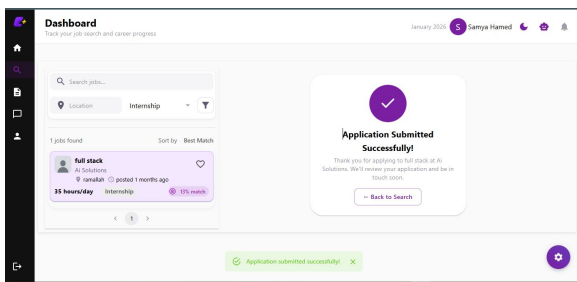 Dashboard
Track your job search and career progress
January 2026
S
Samya Hamed
Search jobs...
Location
Internship
1 jobs found
Sort by Best Match
full stack
Ai Solutions
ramallah posted 1 months ago
35 hours/day Internship 13% match
‹ 1 ›
Application Submitted
Successfully!
Thank you for applying to full stack at Ai
Solutions. We'll review your application and be in
touch soon.
← Back to Search
Application submitted successfully! ×